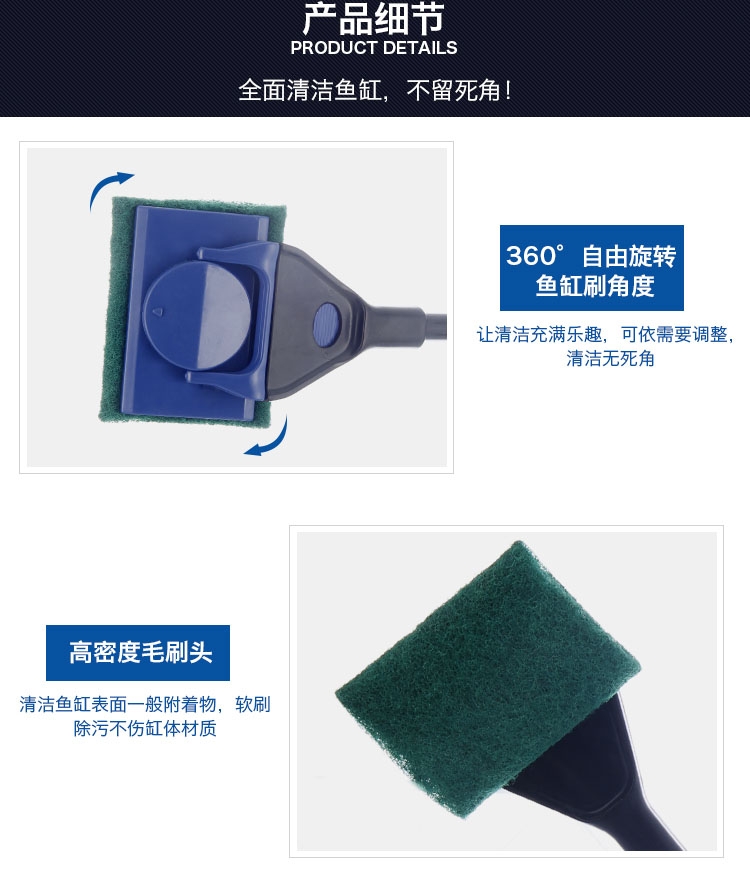 产品细节
PRODUCT DETAILS
全面清洁鱼缸，不留死角！
360°自由旋转
鱼缸刷角度
让清洁充满乐趣，可依需要调整，
清洁无死角
高密度毛刷头
清洁鱼缸表面一般附着物，软刷
除污不伤缸体材质